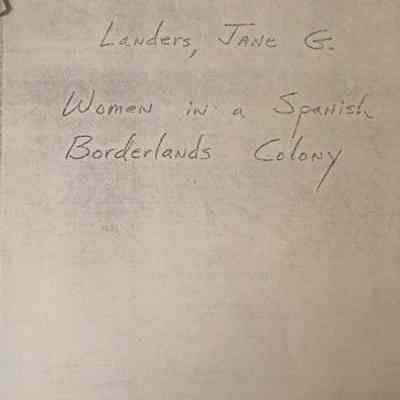 Landers, Jane G.
Women in a Spanish
Borderlands Colony